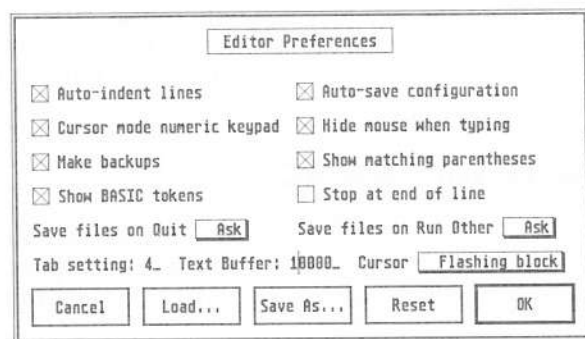 Editor Preferences
Auto-indent lines Auto-save configuration
Cursor mode numeric keypad Hide mouse when typing
Make backups Show matching parentheses
Show BASIC tokens Stop at end of line
Save files on Quit Ask Save files on Run Other Ask
Tab setting: 4_ Text Buffer: 10000_ Cursor Flashing block
Cancel Load... Save As... Reset OK